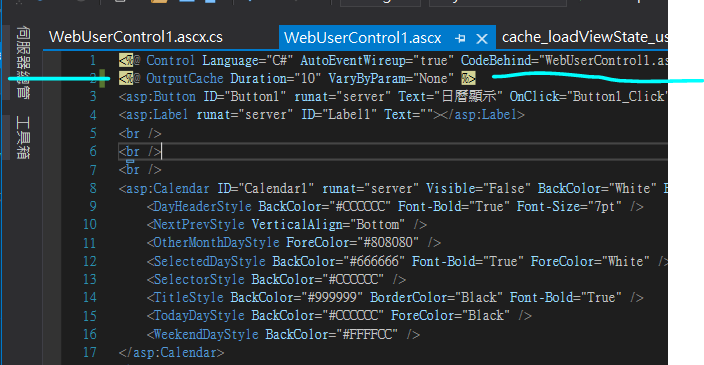 WebUserControl1.ascx.cs
WebUserControl1.ascx
cache_loadViewState_us
伺服器總管
工具箱
1 <%@ Control Language="C#" AutoEventWireup="true" CodeBehind="WebUserControl1.as
2 <%@ OutputCache Duration="10" VaryByParam="None" %>
3 <asp:Button ID="Button1" runat="server" Text="日曆顯示" OnClick="Button1_Click"
4 <asp:Label runat="server" ID="Label1" Text=""></asp:Label>
5 <br />
6 <br />
7 <br />
8 <asp:Calendar ID="Calendar1" runat="server" Visible="False" BackColor="White"
9 <DayHeaderStyle BackColor="#CCCCCC" Font-Bold="True" Font-Size="7pt" />
10 <NextPrevStyle VerticalAlign="Bottom" />
11 <OtherMonthDayStyle ForeColor="#808080" />
12 <SelectedDayStyle BackColor="#666666" Font-Bold="True" ForeColor="White" />
13 <SelectorStyle BackColor="#CCCCCC" />
14 <TitleStyle BackColor="#999999" BorderColor="Black" Font-Bold="True" />
15 <TodayDayStyle BackColor="#CCCCCC" ForeColor="Black" />
16 <WeekendDayStyle BackColor="#FFFFCC" />
17 </asp:Calendar>